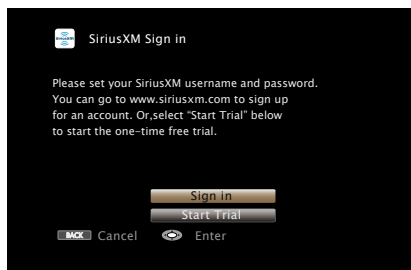 SiriusXM Sign in
Please set your SiriusXM username and password.
You can go to www.siriusxm.com to sign up
for an account. Or,select “Start Trial” below
to start the one-time free trial.
Sign in
Start Trial
BACK Cancel Enter